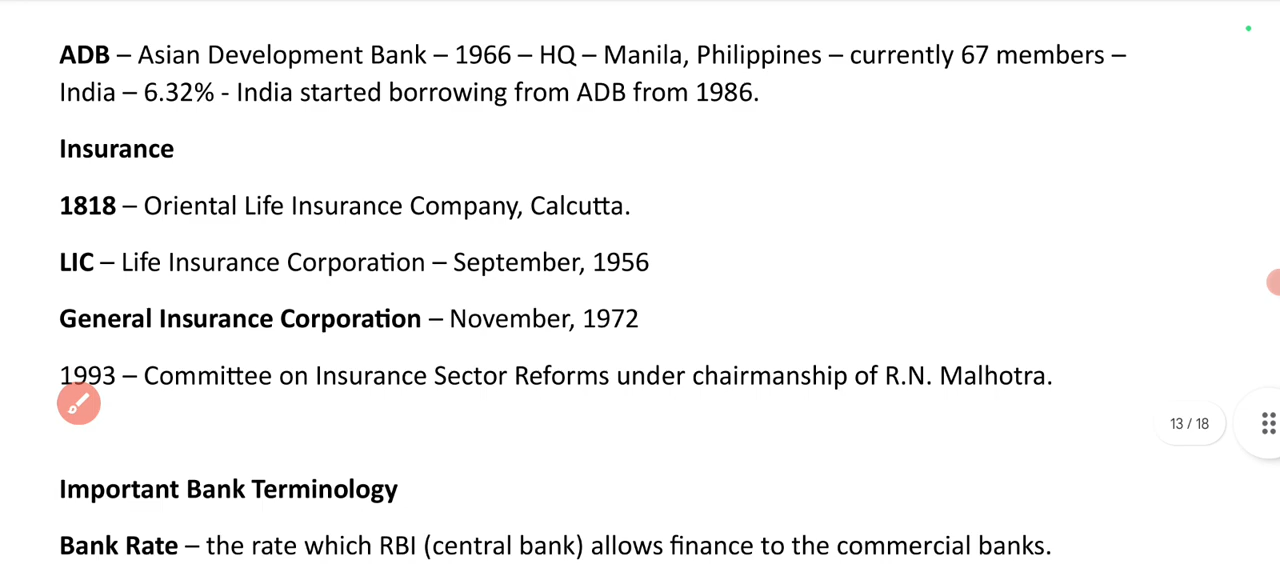 ADB – Asian Development Bank – 1966 – HQ – Manila, Philippines – currently 67 members –
India – 6.32% - India started borrowing from ADB from 1986.
Insurance
1818 – Oriental Life Insurance Company, Calcutta.
LIC – Life Insurance Corporation – September, 1956
General Insurance Corporation – November, 1972
1993 – Committee on Insurance Sector Reforms under chairmanship of R.N. Malhotra.
13 / 18
Important Bank Terminology
Bank Rate – the rate which RBI (central bank) allows finance to the commercial banks.